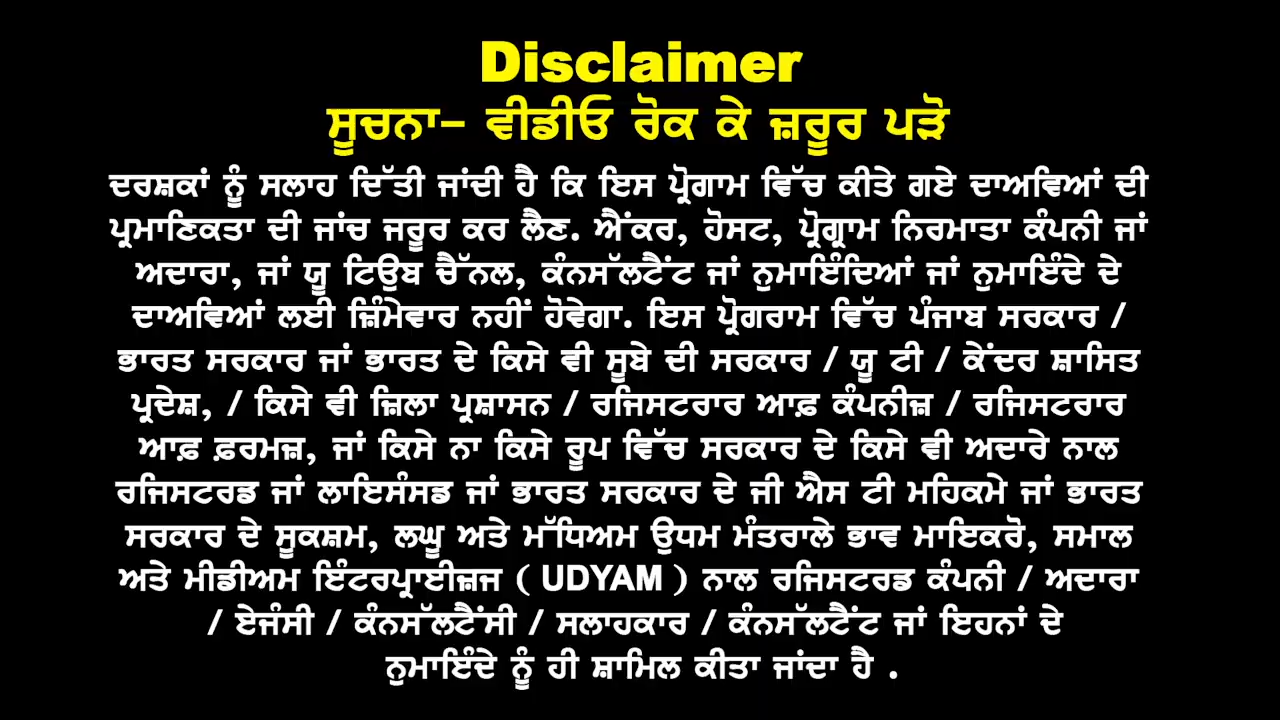 Disclaimer
ਸੂਚਨਾ- ਵੀਡੀਓ ਰੋਕ ਕੇ ਜ਼ਰੂਰ ਪੜੋ
ਦਰਸ਼ਕਾਂ ਨੂੰ ਸਲਾਹ ਦਿੱਤੀ ਜਾਂਦੀ ਹੈ ਕਿ ਇਸ ਪ੍ਰੋਗਾਮ ਵਿੱਚ ਕੀਤੇ ਗਏ ਦਾਅਵਿਆਂ ਦੀ
ਪ੍ਰਮਾਣਿਕਤਾ ਦੀ ਜਾਂਚ ਜਰੂਰ ਕਰ ਲੈਣ. ਐਂਕਰ, ਹੋਸਟ, ਪ੍ਰੋਗ੍ਰਾਮ ਨਿਰਮਾਤਾ ਕੰਪਨੀ ਜਾਂ
ਅਦਾਰਾ, ਜਾਂ ਯੂ ਟਿਊਬ ਚੈੱਨਲ, ਕੰਨਸੱਲਟੈਂਟ ਜਾਂ ਨੁਮਾਇੰਦਿਆਂ ਜਾਂ ਨੁਮਾਇੰਦੇ ਦੇ
ਦਾਅਵਿਆਂ ਲਈ ਜ਼ਿੰਮੇਵਾਰ ਨਹੀਂ ਹੋਵੇਗਾ. ਇਸ ਪ੍ਰੋਗਰਾਮ ਵਿੱਚ ਪੰਜਾਬ ਸਰਕਾਰ /
ਭਾਰਤ ਸਰਕਾਰ ਜਾਂ ਭਾਰਤ ਦੇ ਕਿਸੇ ਵੀ ਸੂਬੇ ਦੀ ਸਰਕਾਰ / ਯੂ ਟੀ / ਕੇਂਦਰ ਸ਼ਾਸਿਤ
ਪ੍ਰਦੇਸ਼, / ਕਿਸੇ ਵੀ ਜ਼ਿਲਾ ਪ੍ਰਸ਼ਾਸਨ / ਰਜਿਸਟਰਾਰ ਆਫ਼ ਕੰਪਨੀਜ਼ / ਰਜਿਸਟਰਾਰ
ਆਫ਼ ਫ਼ਰਮਜ਼, ਜਾਂ ਕਿਸੇ ਨਾ ਕਿਸੇ ਰੂਪ ਵਿੱਚ ਸਰਕਾਰ ਦੇ ਕਿਸੇ ਵੀ ਅਦਾਰੇ ਨਾਲ
ਰਜਿਸਟਰਡ ਜਾਂ ਲਾਇਸੰਸਡ ਜਾਂ ਭਾਰਤ ਸਰਕਾਰ ਦੇ ਜੀ ਐਸ ਟੀ ਮਹਿਕਮੇ ਜਾਂ ਭਾਰਤ
ਸਰਕਾਰ ਦੇ ਸੂਕਸ਼ਮ, ਲਘੂ ਅਤੇ ਮੱਧਿਅਮ ਉਧਮ ਮੰਤਰਾਲੇ ਭਾਵ ਮਾਇਕਰੋ, ਸਮਾਲ
ਅਤੇ ਮੀਡੀਅਮ ਇੰਟਰਪ੍ਰਾਈਜ਼ਜ ( UDYAM ) ਨਾਲ ਰਜਿਸਟਰਡ ਕੰਪਨੀ / ਅਦਾਰਾ
/ ਏਜੰਸੀ / ਕੰਨਸੱਲਟੈਂਸੀ / ਸਲਾਹਕਾਰ / ਕੰਨਸੱਲਟੈਂਟ ਜਾਂ ਇਹਨਾਂ ਦੇ
ਨੁਮਾਇੰਦੇ ਨੂੰ ਹੀ ਸ਼ਾਮਿਲ ਕੀਤਾ ਜਾਂਦਾ ਹੈ .